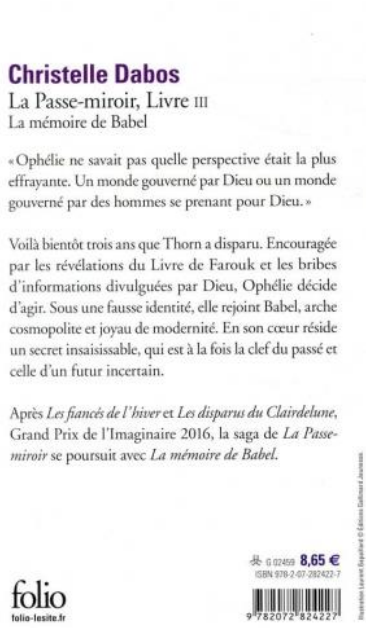 Christelle Dabos
La Passe-miroir, Livre III
La mémoire de Babel
« Ophélie ne savait pas quelle perspective était la plus
effrayante. Un monde gouverné par Dieu ou un monde
gouverné par des hommes se prenant pour Dieu. »
Voilà bientôt trois ans que Thorn a disparu. Encouragée
par les révélations du Livre de Farouk et les bribes
d'informations divulguées par Dieu, Ophélie décide
d'agir. Sous une fausse identité, elle rejoint Babel, arche
cosmopolite et joyau de modernité. En son cœur réside
un secret insaisissable, qui est à la fois la clef du passé et
celle d'un futur incertain.
Après Les fiancés de l'hiver et Les disparus du Clairdelune,
Grand Prix de l'Imaginaire 2016, la saga de La Passe-
miroir se poursuit avec La mémoire de Babel.
G 02459 8,65 €
ISBN 978-2-07-282422-7
9 782072 824227
folio
folio-lesite.fr
Illustration Laurent Gapaillard © Éditions Gallimard Jeunesse.